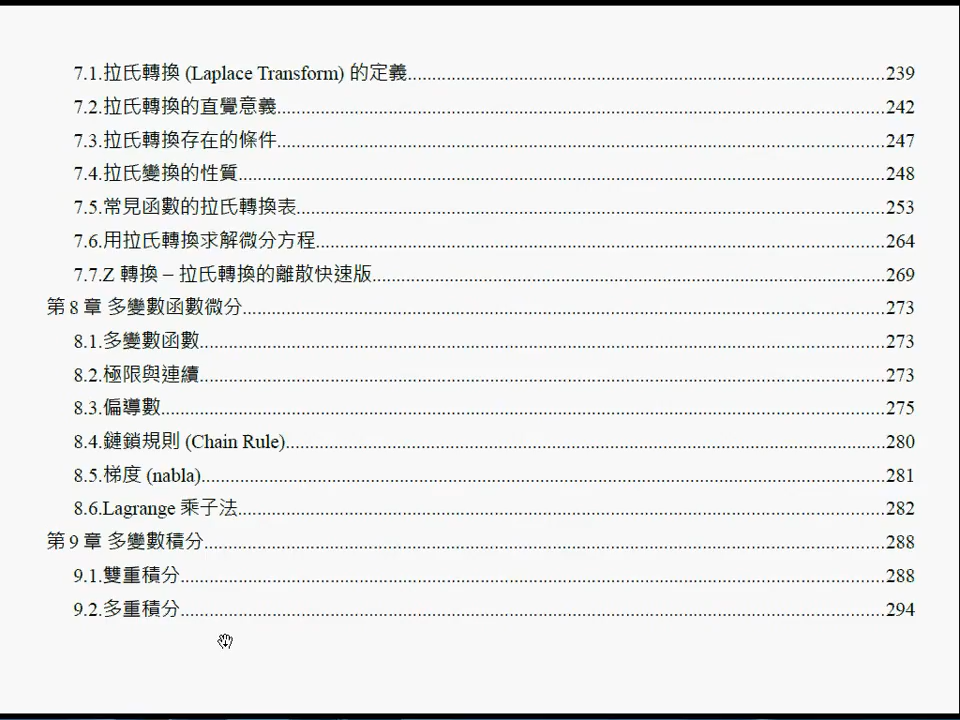 7.1.拉氏轉換 (Laplace Transform) 的定義................239
7.2.拉氏轉換的直覺意義................242
7.3.拉氏轉換存在的條件................247
7.4.拉氏變換的性質................248
7.5.常見函數的拉氏轉換表................253
7.6.用拉氏轉換求解微分方程................264
7.7.Z 轉換 – 拉氏轉換的離散快速版................269
第 8 章 多變數函數微分................273
8.1.多變數函數................273
8.2.極限與連續................273
8.3.偏導數................275
8.4.鏈鎖規則 (Chain Rule)................280
8.5.梯度 (nabla)................281
8.6.Lagrange 乘子法................282
第 9 章 多變數積分................288
9.1.雙重積分................288
9.2.多重積分................294